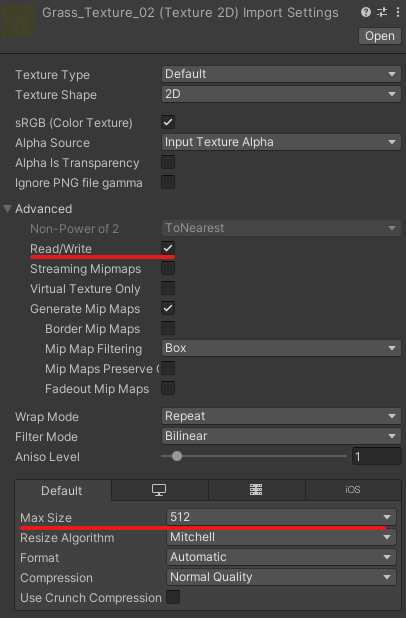 Grass_Texture_02 (Texture 2D) Import Settings
Open
Texture Type Default
Texture Shape 2D
sRGB (Color Texture)
Alpha Source Input Texture Alpha
Alpha Is Transparency
Ignore PNG file gamma
Advanced
Non-Power of 2 ToNearest
Read/Write
Streaming Mipmaps
Virtual Texture Only
Generate Mip Maps
Border Mip Maps
Mip Map Filtering Box
Mip Maps Preserve C
Fadeout Mip Maps
Wrap Mode Repeat
Filter Mode Bilinear
Aniso Level 1
Default iOS
Max Size 512
Resize Algorithm Mitchell
Format Automatic
Compression Normal Quality
Use Crunch Compression